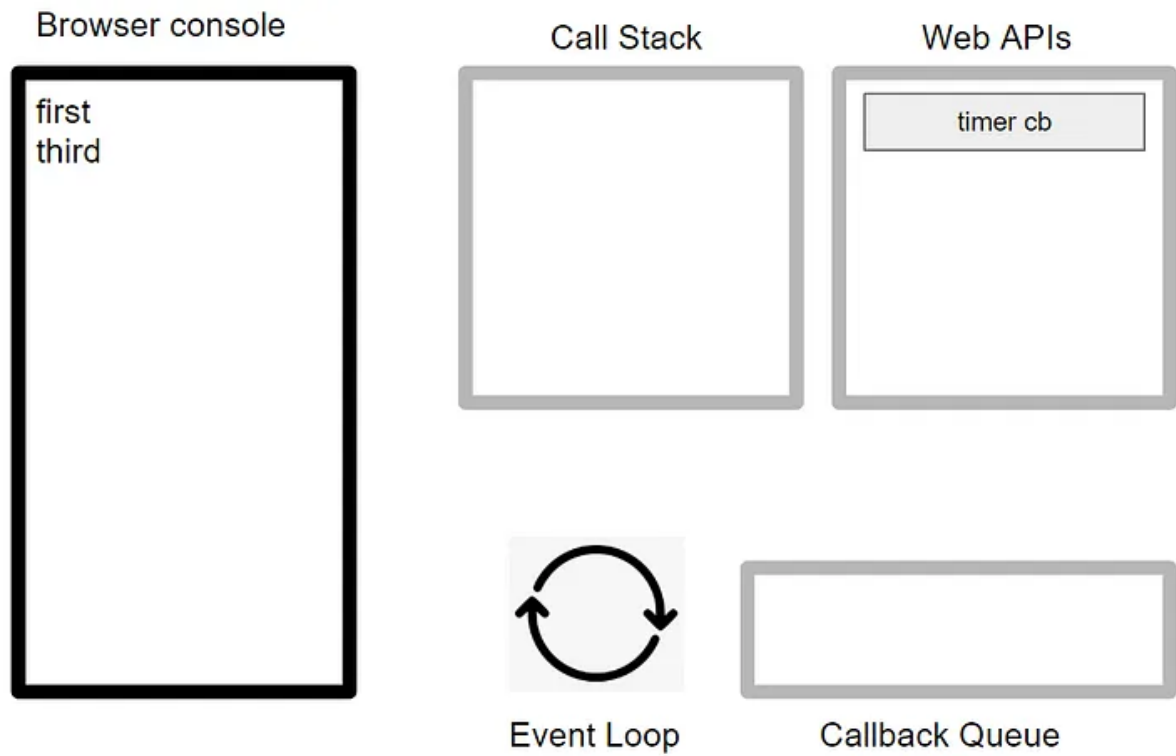 Browser console
Call Stack
Web APIs
first
third
timer cb
Event Loop
Callback Queue